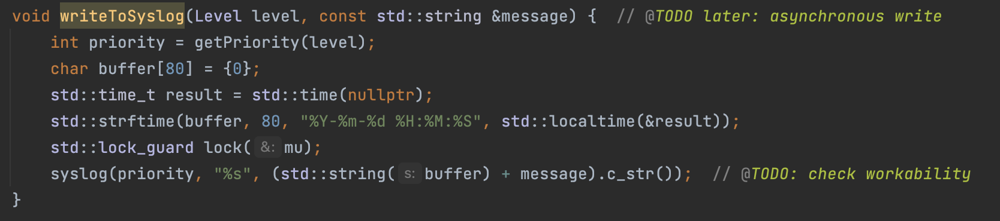 void writeToSyslog(Level level, const std::string &message) {  // @TODO later: asynchronous write
    int priority = getPriority(level);
    char buffer[80] = {0};
    std::time_t result = std::time(nullptr);
    std::strftime(buffer, 80, "%Y-%m-%d %H:%M:%S", std::localtime(&result));
    std::lock_guard lock( &: mu);
    syslog(priority, "%s", (std::string( s: buffer) + message).c_str());  // @TODO: check workability
}